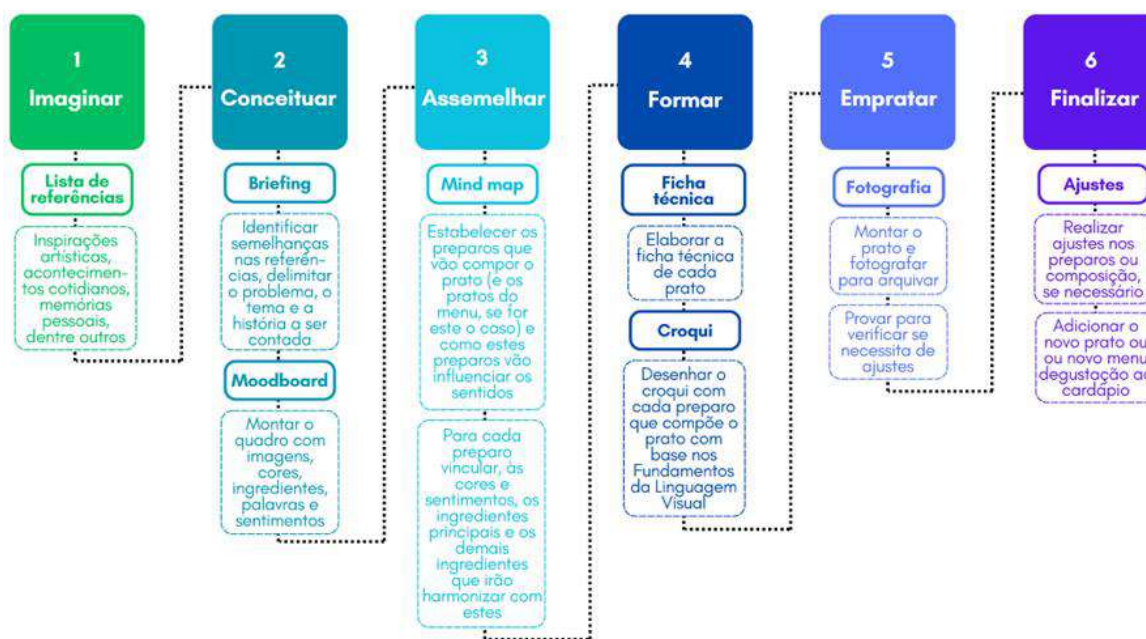 1
Imaginar
Lista de
referências
Inspirações
artísticas,
acontecimen-
tos cotidianos,
memórias
pessoais,
dentre outros
2
Conceituar
Briefing
Identificar
semelhanças
nas referên-
cias, delimitar
o problema, o
tema e a
história a ser
contada
Moodboard
Montar o
quadro com
imagens,
cores,
ingredientes,
palavras e
sentimentos
3
Assemelhar
Mind map
Estabelecer os
preparos que
vão compor o
prato (e os
pratos do
menu, se for
este o caso) e
como estes
preparos vão
influenciar os
sentidos
Para cada
preparo
vincular, às
cores e
sentimentos, os
ingredientes
principais e os
demais
ingredientes
que irão
harmonizar com
estes
4
Formar
Ficha
técnica
Elaborar a
ficha técnica
de cada
prato
Croqui
Desenhar o
croqui com
cada preparo
que compõe o
prato com
base nos
Fundamentos
da Linguagem
Visual
5
Empratar
Fotografia
Montar o
prato e
fotografar
para arquivar
Provar para
verificar se
necessita de
ajustes
6
Finalizar
Ajustes
Realizar
ajustes nos
preparos ou
composição,
se necessário
Adicionar o
novo prato ou
ou novo menu
degustação ao
cardápio